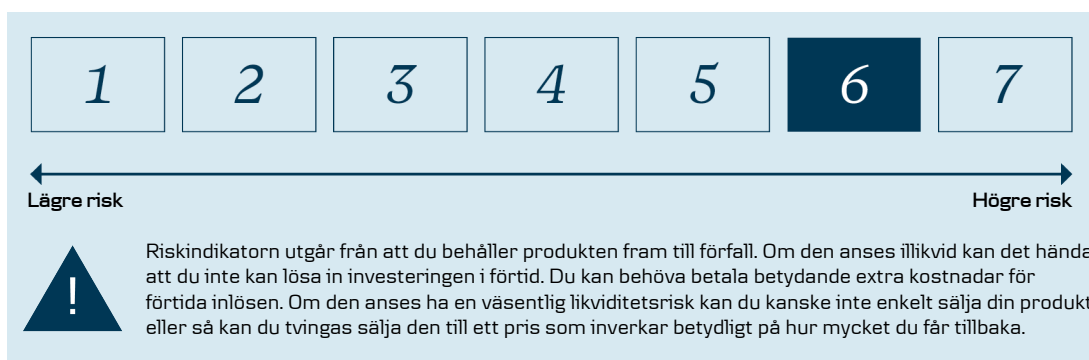 1 2 3 4 5 6 7
Lägre risk Högre risk
! Riskindikatorn utgår från att du behåller produkten fram till förfall. Om den anses illikvid kan det hända
att du inte kan lösa in investeringen i förtid. Du kan behöva betala betydande extra kostnadar för
förtida inlösen. Om den anses ha en väsentlig likviditetsrisk kan du kanske inte enkelt sälja din produkt
eller så kan du tvingas sälja den till ett pris som inverkar betydligt på hur mycket du får tillbaka.